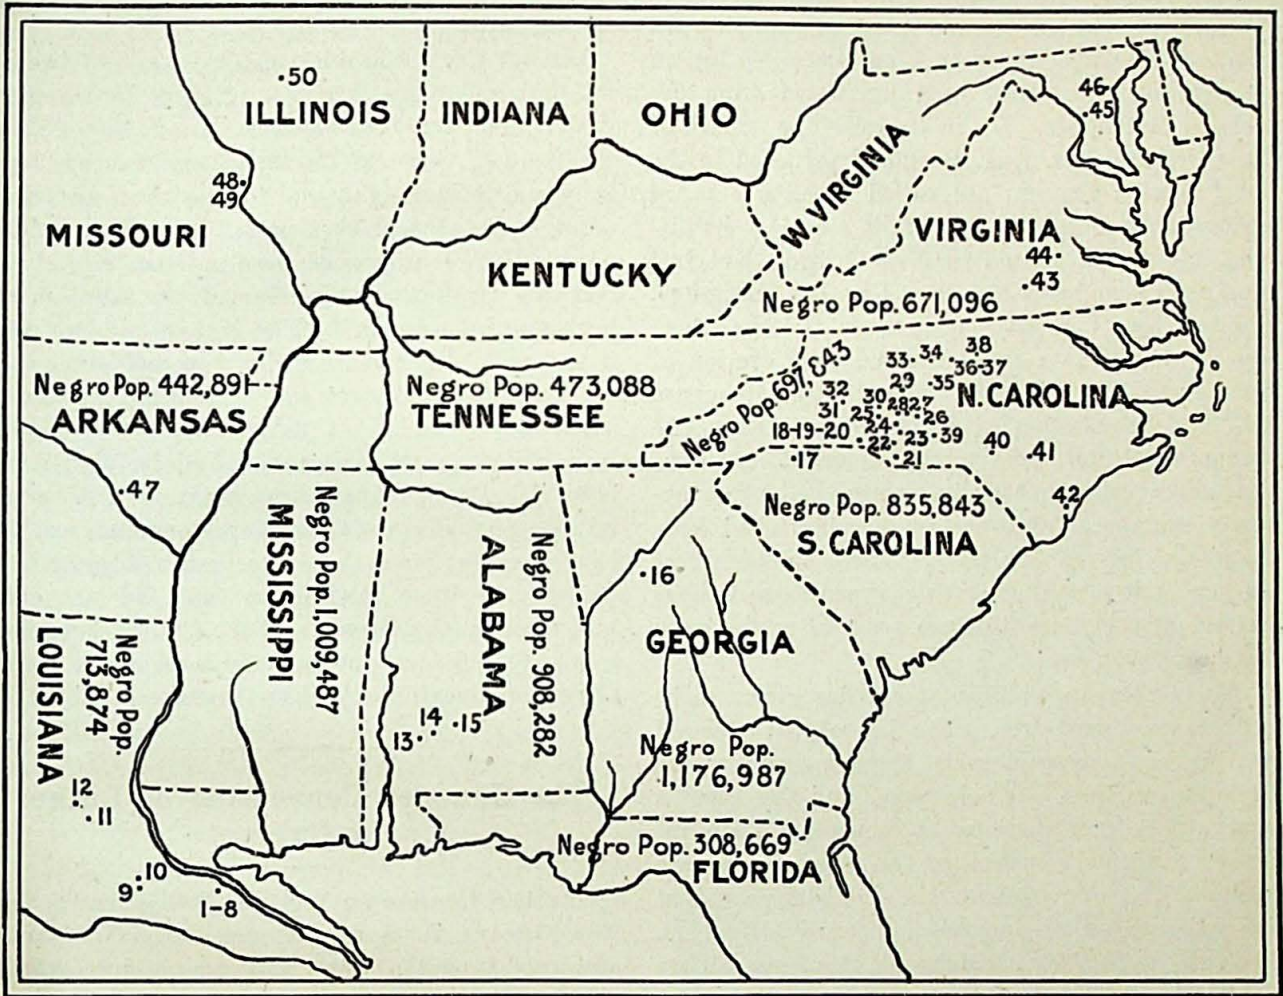 50
ILLINOIS
INDIANA
OHIO
46
45
W. VIRGINIA
48
49
MISSOURI
VIRGINIA
44
43
KENTUCKY
Negro Pop. 671,096
Negro Pop. 442,891
ARKANSAS
Negro Pop. 473,088
TENNESSEE
Negro Pop. 697,843
38
33
34
36-37
29
35
32
30
28
27
N. CAROLINA
31
25
26
18-19-20
24
22
23
39
40
41
17
21
47
42
Negro Pop. 835,843
S. CAROLINA
MISSISSIPPI
Negro Pop. 1,009,487
ALABAMA
Negro Pop. 908,282
16
GEORGIA
LOUISIANA
Negro Pop.
713,874
14
15
13
Negro Pop.
1,176,987
12
11
Negro Pop. 308,669
FLORIDA
10
9
1-8